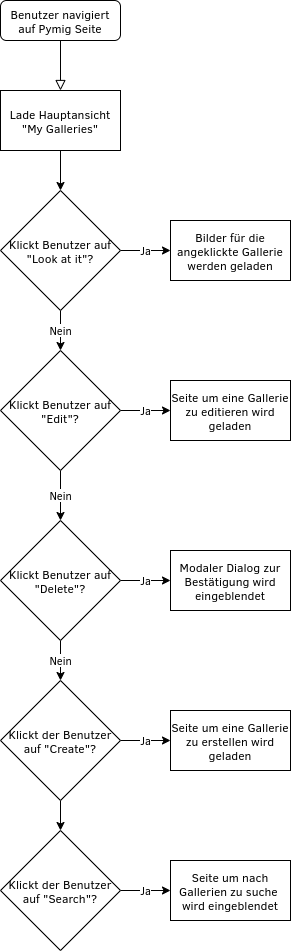 Benutzer navigiert
auf Pymig Seite
Lade Hauptansicht
"My Galleries"
Klickt Benutzer auf
"Look at it"?
Ja
Bilder für die
angeklickte Gallerie
werden geladen
Nein
Klickt Benutzer auf
"Edit"?
Ja
Seite um eine Gallerie
zu editieren wird
geladen
Nein
Klickt Benutzer auf
"Delete"?
Ja
Modaler Dialog zur
Bestätigung wird
eingeblendet
Nein
Klickt der Benutzer
auf "Create"?
Ja
Seite um eine Gallerie
zu erstellen wird
geladen
Klickt der Benutzer
auf "Search"?
Ja
Seite um nach
Gallerien zu suche
wird eingeblendet